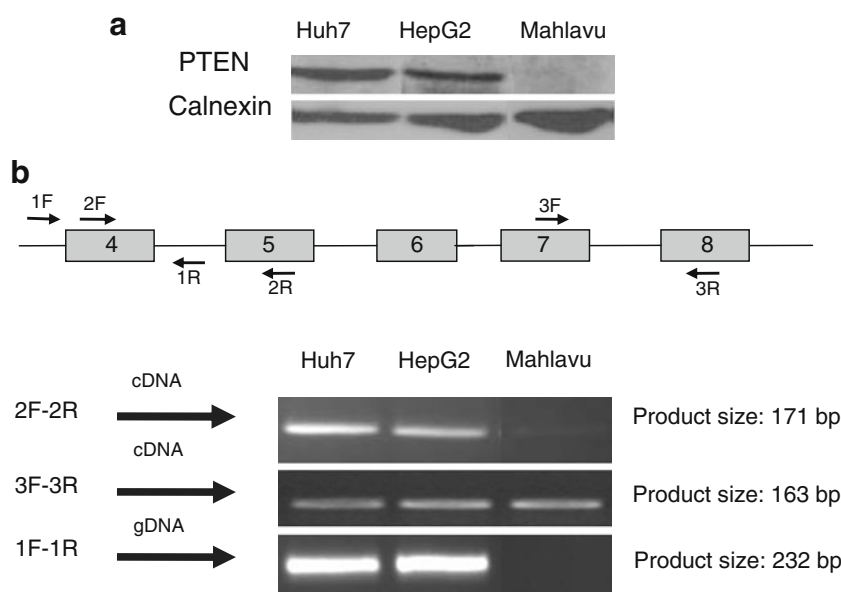 a
Huh7 HepG2 Mahlavu
PTEN
Calnexin
b
1F 2F 3F
4 5 6 7 8
1R 2R 3R
Huh7 HepG2 Mahlavu
cDNA
2F-2R Product size: 171 bp
cDNA
3F-3R Product size: 163 bp
gDNA
1F-1R Product size: 232 bp